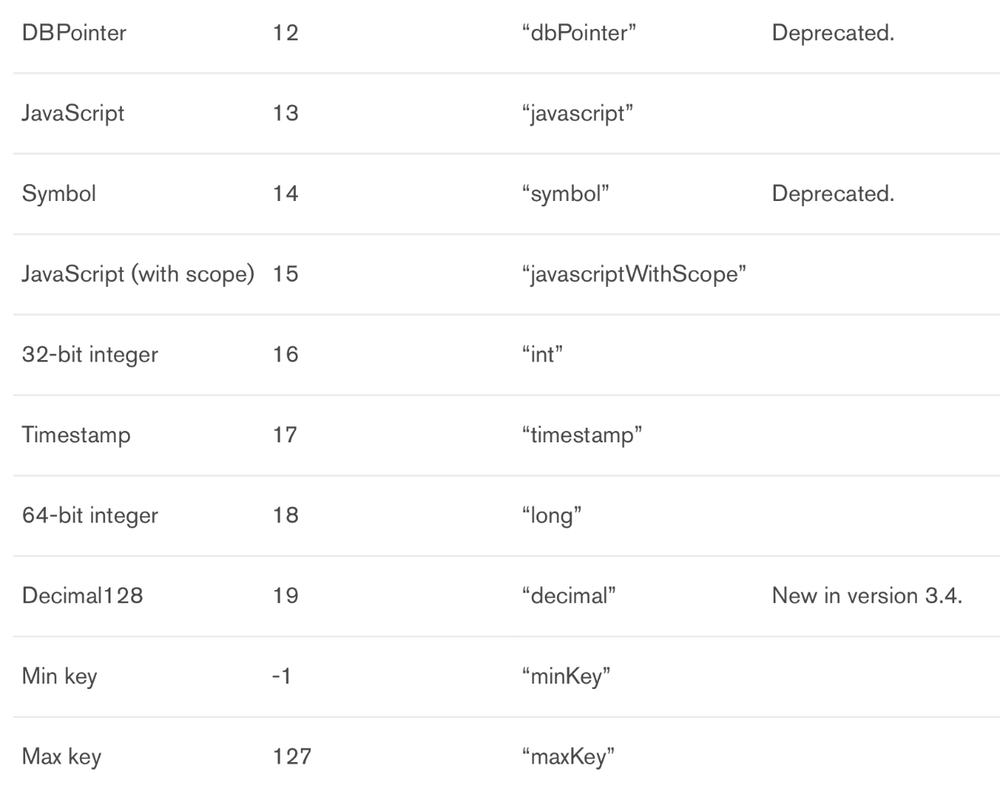 DBPointer 12 “dbPointer” Deprecated.
JavaScript 13 “javascript”
Symbol 14 “symbol” Deprecated.
JavaScript (with scope) 15 “javascriptWithScope”
32-bit integer 16 “int”
Timestamp 17 “timestamp”
64-bit integer 18 “long”
Decimal128 19 “decimal” New in version 3.4.
Min key -1 “minKey”
Max key 127 “maxKey”